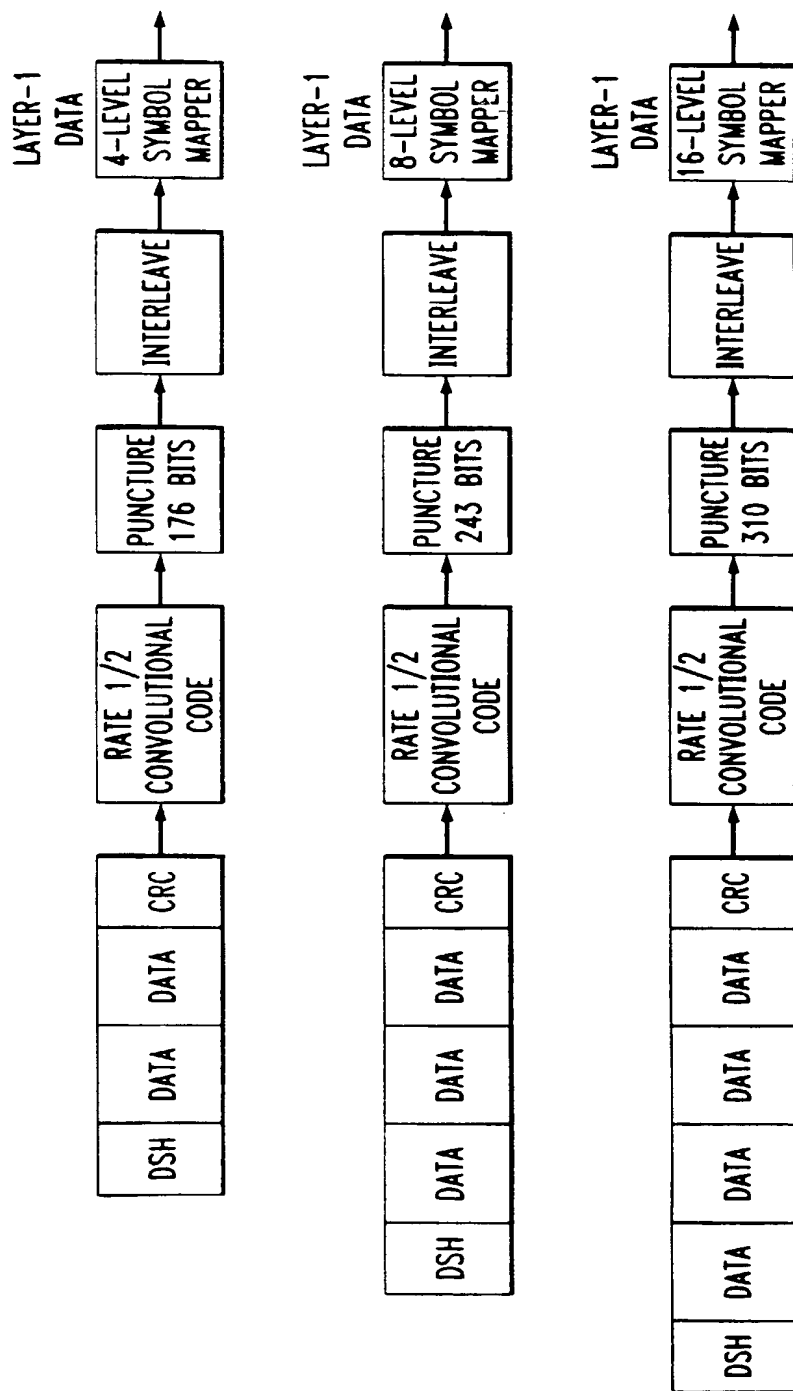 DSH
DATA
DATA
CRC
RATE 1/2
CONVOLUTIONAL
CODE
PUNCTURE
176 BITS
INTERLEAVE
LAYER-1
DATA
4-LEVEL
SYMBOL
MAPPER
DSH
DATA
DATA
DATA
CRC
RATE 1/2
CONVOLUTIONAL
CODE
PUNCTURE
243 BITS
INTERLEAVE
LAYER-1
DATA
8-LEVEL
SYMBOL
MAPPER
DSH
DATA
DATA
DATA
DATA
CRC
RATE 1/2
CONVOLUTIONAL
CODE
PUNCTURE
310 BITS
INTERLEAVE
LAYER-1
DATA
16-LEVEL
SYMBOL
MAPPER